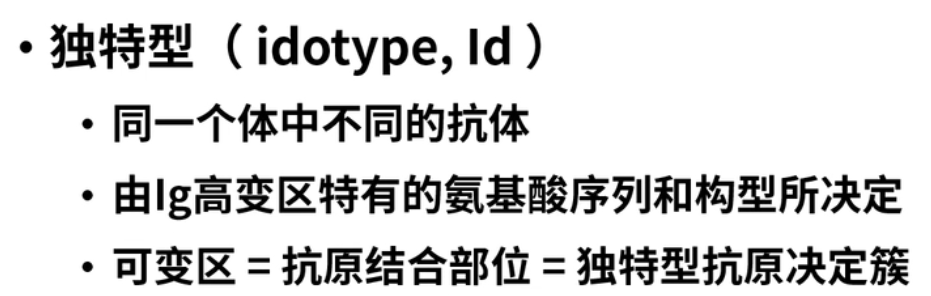 • 独特型（ idotype, Id ）
• 同一个体中不同的抗体
• 由Ig高变区特有的氨基酸序列和构型所决定
• 可变区 = 抗原结合部位 = 独特型抗原决定簇